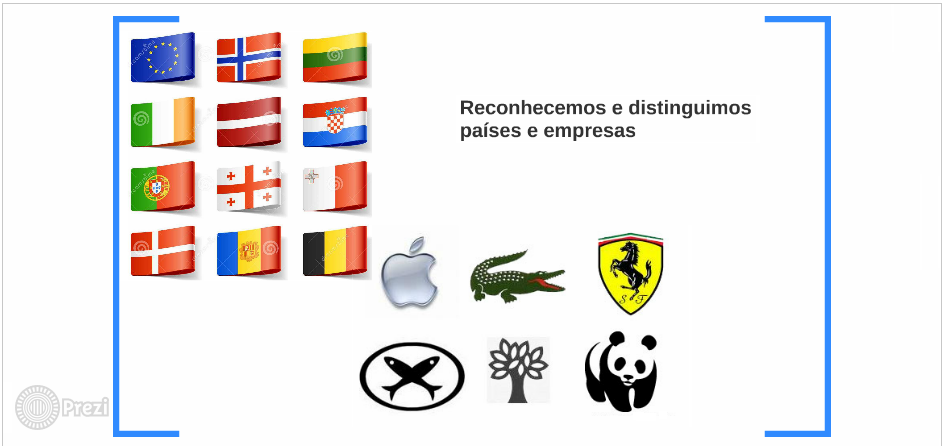 Reconhecemos e distinguimos
países e empresas
S F
Prezi